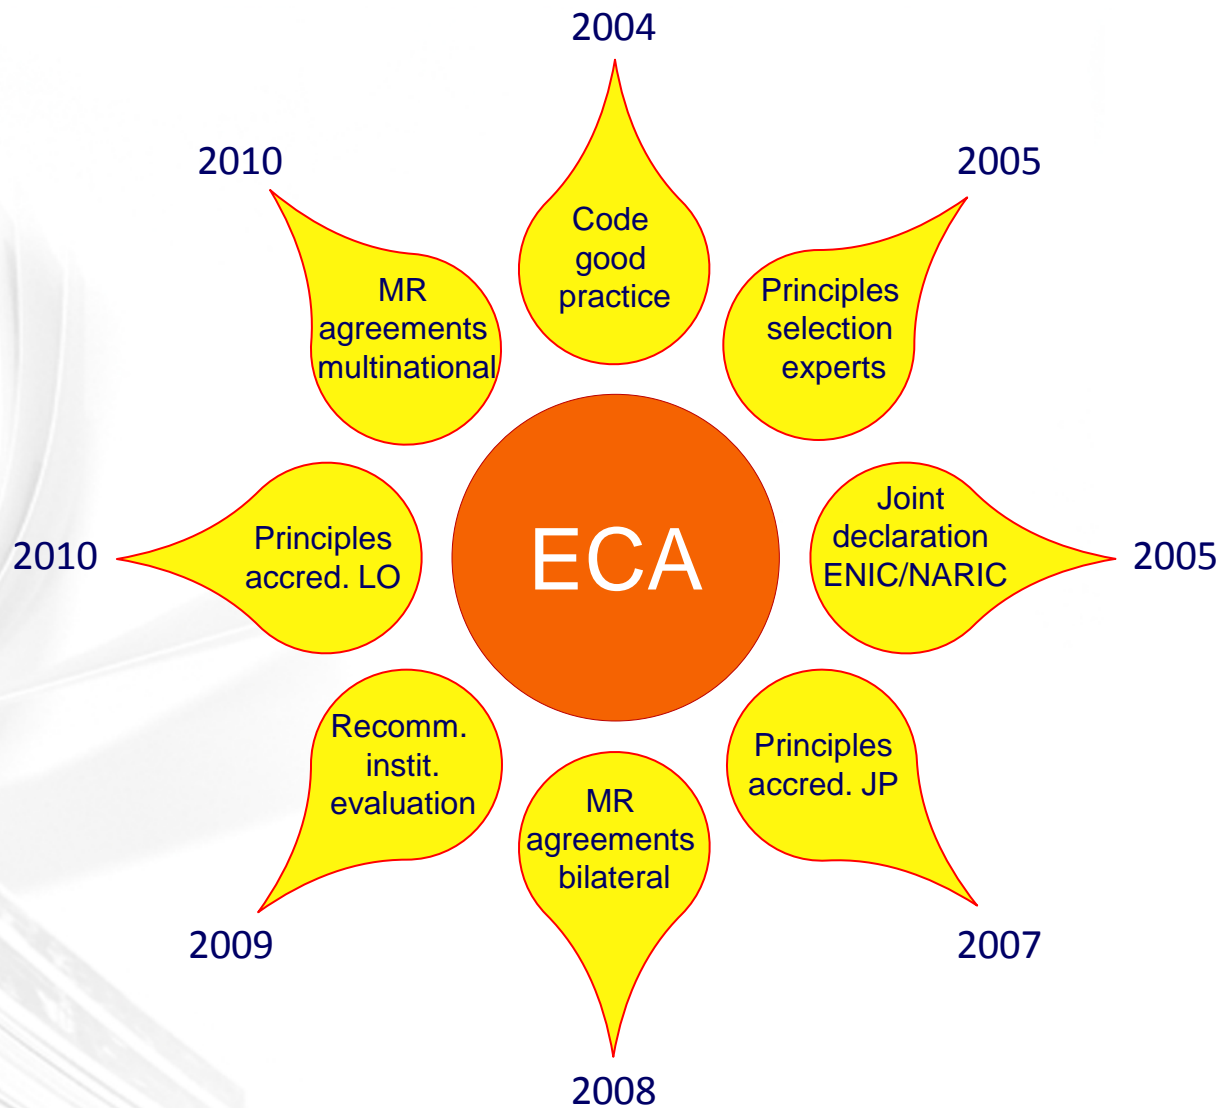 2004
Code
good
practice
2005
Principles
selection
experts
Joint
declaration
ENIC/NARIC
2005
Principles
accred. JP
2007
MR
agreements
bilateral
2008
Recomm.
instit.
evaluation
2009
Principles
accred. LO
2010
MR
agreements
multinational
2010
ECA